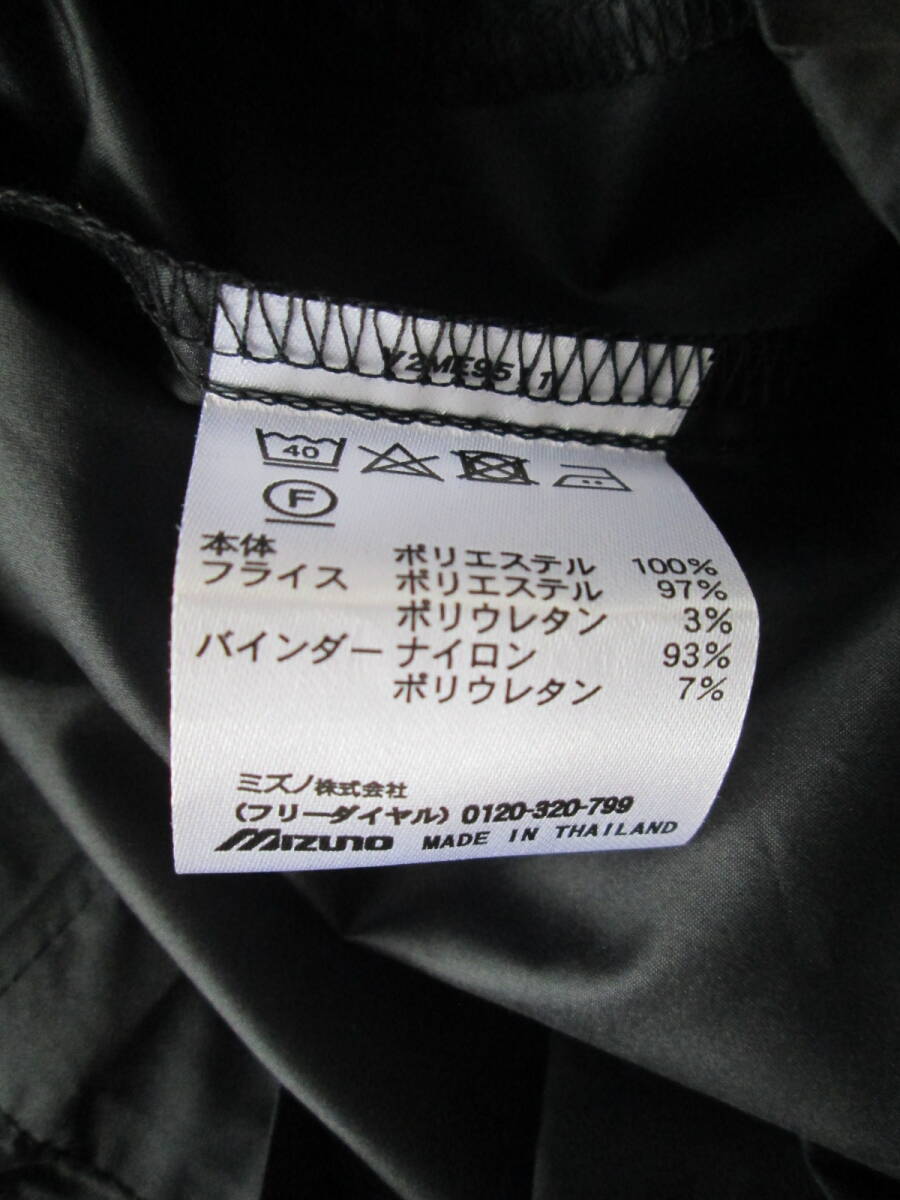 40
F
本体 ポリエステル 100%
フライス ポリエステル 97%
ポリウレタン 3%
バインダー ナイロン 93%
ポリウレタン 7%
ミズノ株式会社
(フリーダイヤル) 0120-320-799
Mizuno MADE IN THAILAND